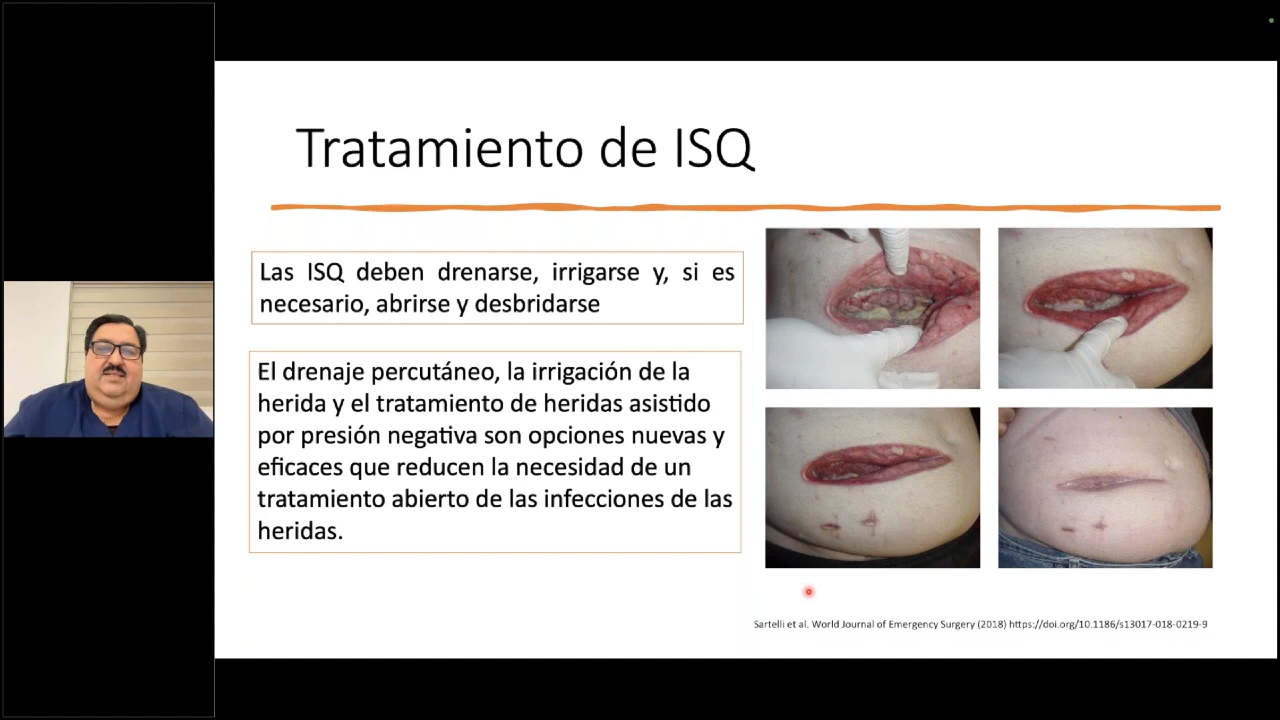 Tratamiento de ISQ
Las ISQ deben drenarse, irrigarse y, si es
necesario, abrirse y desbridarse
El drenaje percutáneo, la irrigación de la
herida y el tratamiento de heridas asistido
por presión negativa son opciones nuevas y
eficaces que reducen la necesidad de un
tratamiento abierto de las infecciones de las
heridas.
Sartelli et al. World Journal of Emergency Surgery (2018) https://doi.org/10.1186/s13017-018-0219-9